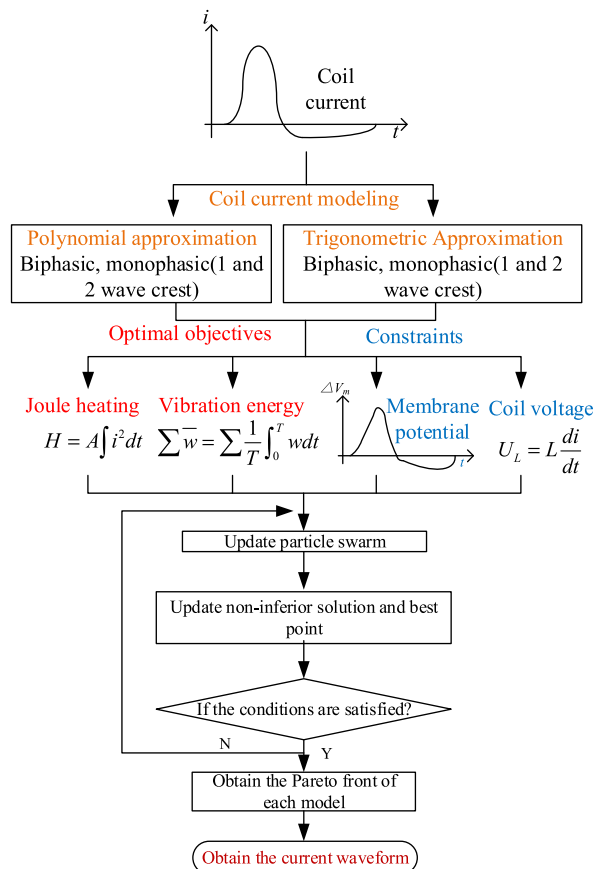 i
Coil
current
t
Coil current modeling
Polynomial approximation
Biphasic, monophasic(1 and
2 wave crest)
Trigonometric Approximation
Biphasic, monophasic(1 and 2
wave crest)
Optimal objectives
Constraints
Joule heating
H = A∫i²dt
Vibration energy
∑w̅ = ∑ 1/T ∫₀ᵀ wdt
△Vₘ
Membrane
potential
t
Coil voltage
U_L = L di/dt
Update particle swarm
Update non-inferior solution and best
point
If the conditions are satisfied?
N
Y
Obtain the Pareto front of
each model
Obtain the current waveform